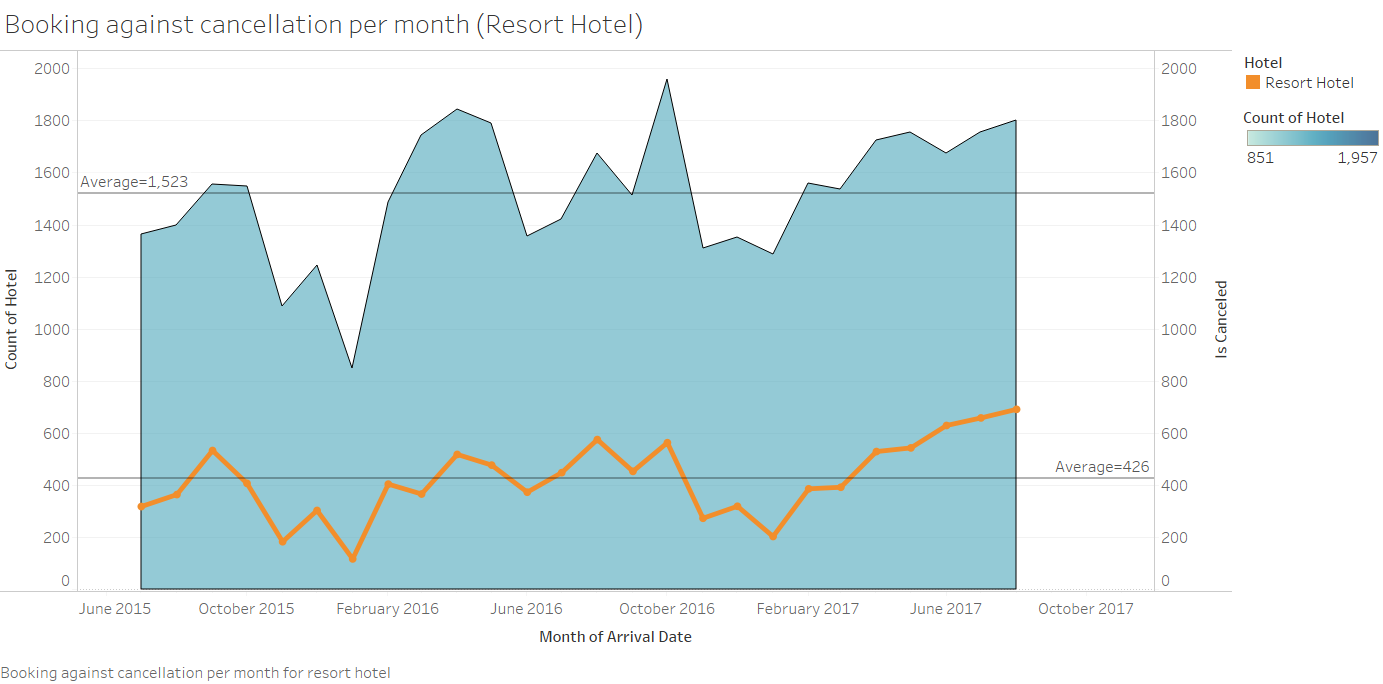 Booking against cancellation per month (Resort Hotel)
2000
1800
1600
1400
1200
1000
800
600
400
200
0
Count of Hotel
Average=1,523
Average=426
2000
1800
1600
1400
1200
1000
800
600
400
200
0
Is Canceled
June 2015 October 2015 February 2016 June 2016 October 2016 February 2017 June 2017 October 2017
Month of Arrival Date
Hotel
Resort Hotel
Count of Hotel
851 1,957
Booking against cancellation per month for resort hotel